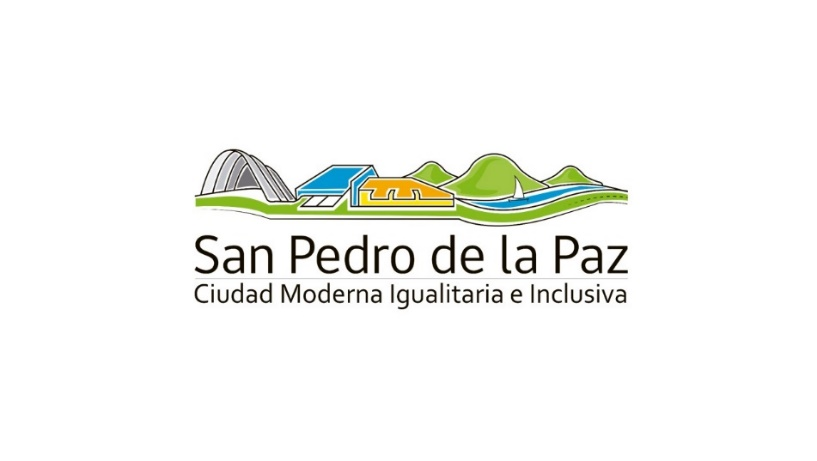 San Pedro de la Paz
Ciudad Moderna Igualitaria e Inclusiva